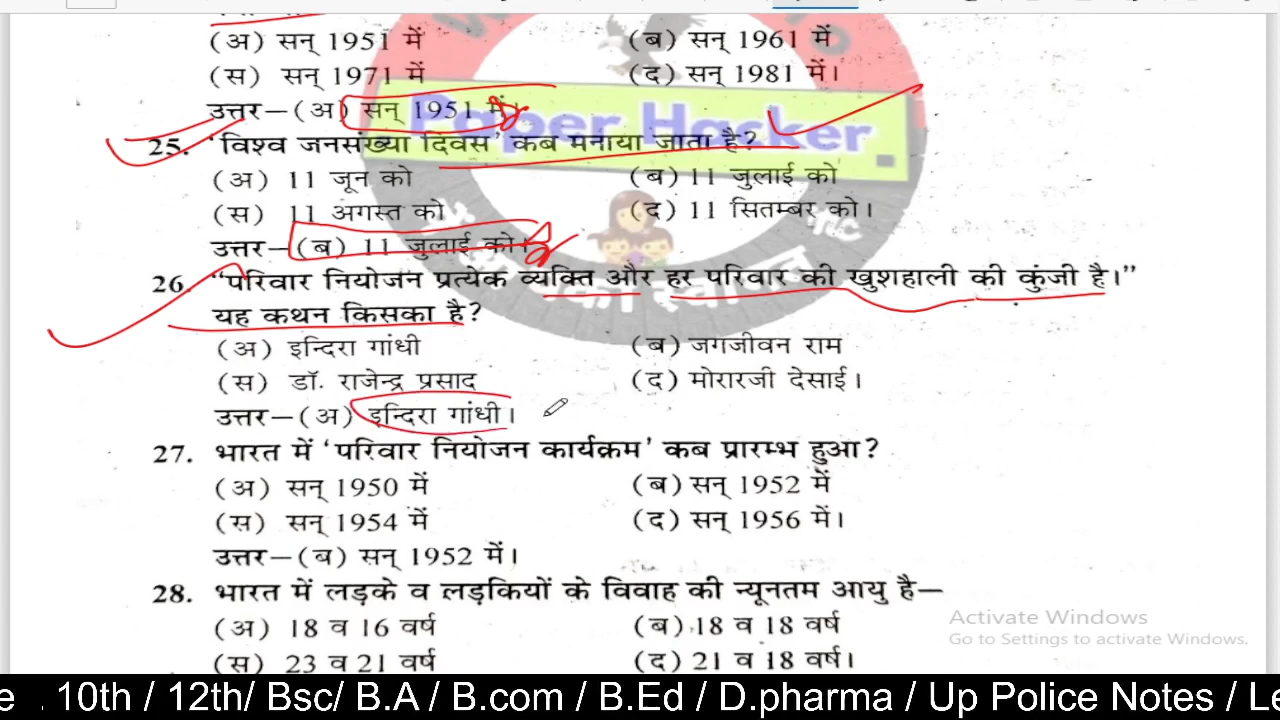 (अ) सन् 1951 में (ब) सन् 1961 में
(स) सन् 1971 में (द) सन् 1981 में।
उत्तर–(अ) सन् 1951 में।
25. 'विश्व जनसंख्या दिवस' कब मनाया जाता है?
(अ) 11 जून को (ब) 11 जुलाई को
(स) 11 अगस्त को (द) 11 सितम्बर को।
उत्तर–(ब) 11 जुलाई को।
26. "परिवार नियोजन प्रत्येक व्यक्ति और हर परिवार की खुशहाली की कुंजी है।"
यह कथन किसका है?
(अ) इन्दिरा गांधी (ब) जगजीवन राम
(स) डॉ. राजेन्द्र प्रसाद (द) मोरारजी देसाई।
उत्तर–(अ) इन्दिरा गांधी।
27. भारत में 'परिवार नियोजन कार्यक्रम' कब प्रारम्भ हुआ?
(अ) सन् 1950 में (ब) सन् 1952 में
(स) सन् 1954 में (द) सन् 1956 में।
उत्तर–(ब) सन् 1952 में।
28. भारत में लड़के व लड़कियों के विवाह की न्यूनतम आयु है–
(अ) 18 व 16 वर्ष (ब) 18 व 18 वर्ष
(स) 23 व 21 वर्ष (द) 21 व 18 वर्ष।
Paper Hacker
Activate Windows
Go to Settings to activate Windows.
e . 10th / 12th/ Bsc/ B.A / B.com / B.Ed / D.pharma / Up Police Notes / Le